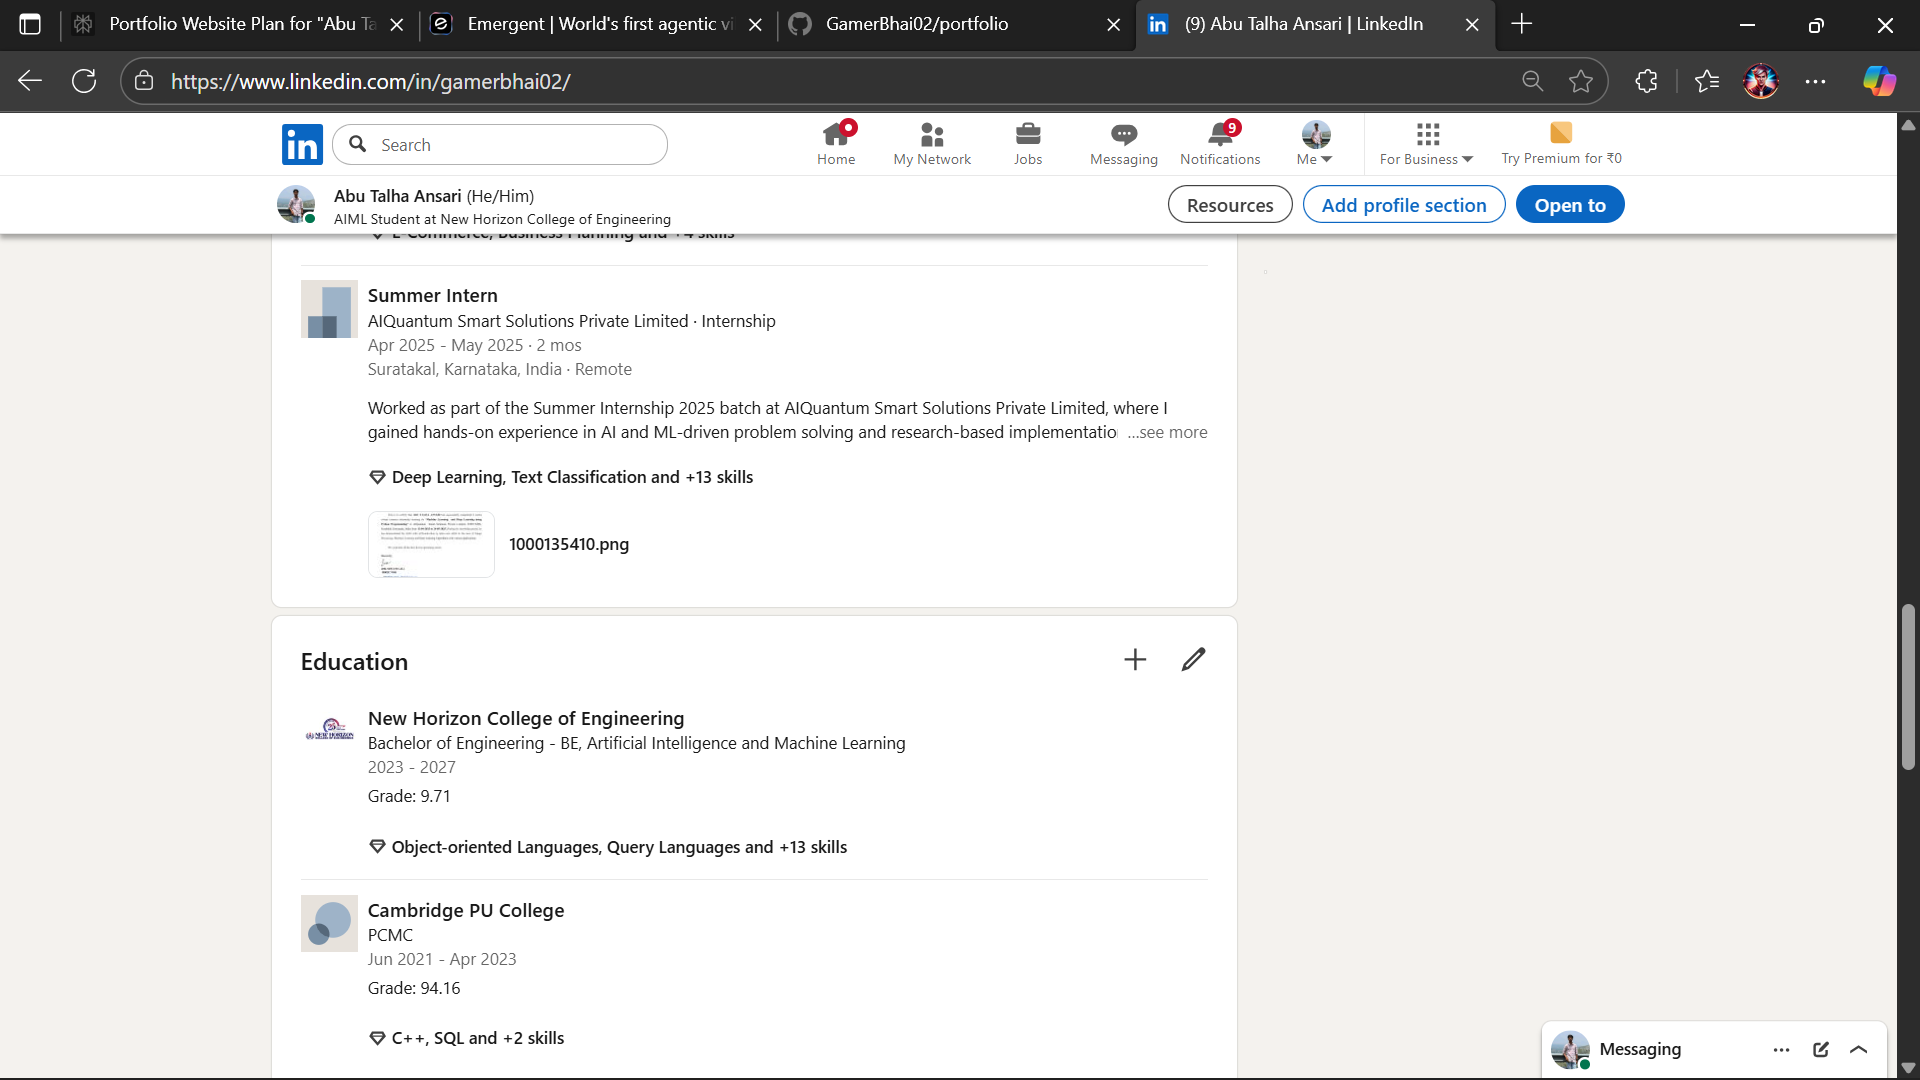 Portfolio Website Plan for "Abu Ta
Emergent | World's first agentic vi
GamerBhai02/portfolio
(9) Abu Talha Ansari | LinkedIn
https://www.linkedin.com/in/gamerbhai02/
in
Search
Home
My Network
Jobs
Messaging
9
Notifications
Me
For Business
Try Premium for ₹0
Abu Talha Ansari (He/Him)
AIML Student at New Horizon College of Engineering
Resources
Add profile section
Open to
E-Commerce, Business Planning and +4 skills
Summer Intern
AIQuantum Smart Solutions Private Limited · Internship
Apr 2025 - May 2025 · 2 mos
Suratakal, Karnataka, India · Remote
Worked as part of the Summer Internship 2025 batch at AIQuantum Smart Solutions Private Limited, where I
gained hands-on experience in AI and ML-driven problem solving and research-based implementatio ...see more
Deep Learning, Text Classification and +13 skills
1000135410.png
Education
New Horizon College of Engineering
Bachelor of Engineering - BE, Artificial Intelligence and Machine Learning
2023 - 2027
Grade: 9.71
Object-oriented Languages, Query Languages and +13 skills
Cambridge PU College
PCMC
Jun 2021 - Apr 2023
Grade: 94.16
C++, SQL and +2 skills
Messaging